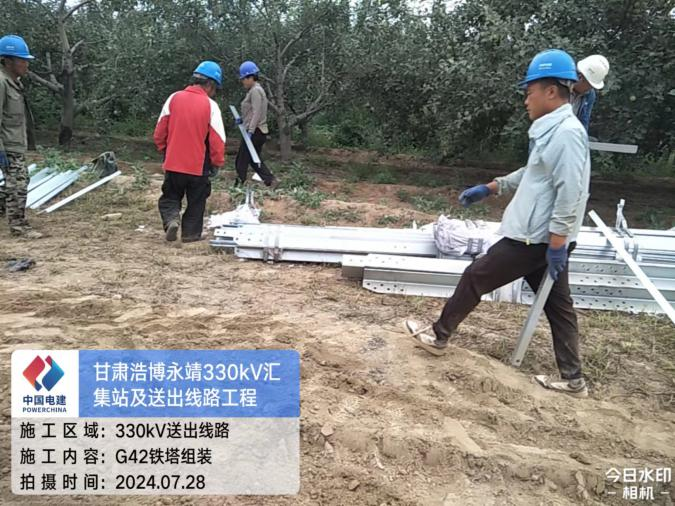 中国电建
POWERCHINA
甘肃浩博永靖330kV汇
集站及送出线路工程
施工区域：330kV送出线路
施工内容：G42铁塔组装
拍摄时间：2024.07.28
今日水印
相机